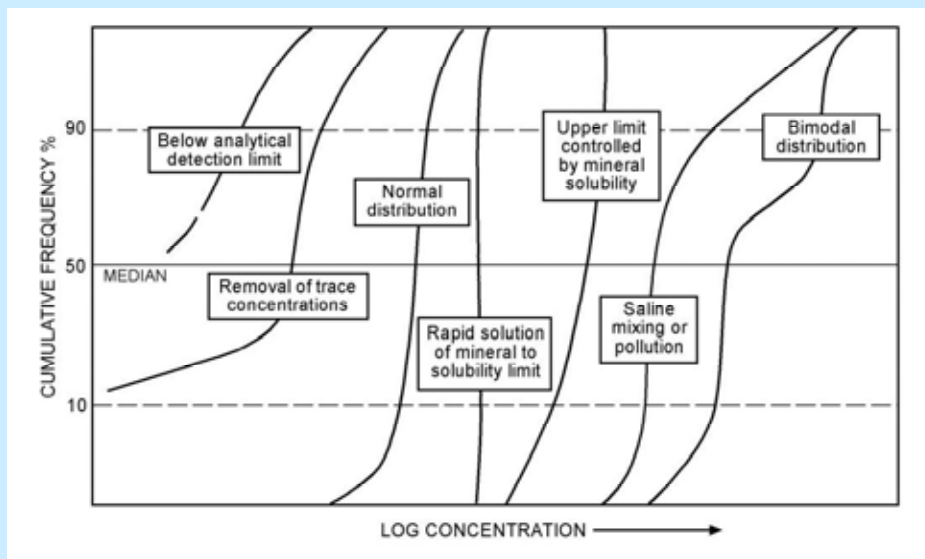 90
50
10
CUMULATIVE FREQUENCY %
MEDIAN
Below analytical
detection limit
Removal of trace
concentrations
Normal
distribution
Rapid solution
of mineral to
solubility limit
Upper limit
controlled
by mineral
solubility
Saline
mixing or
pollution
Bimodal
distribution
LOG CONCENTRATION